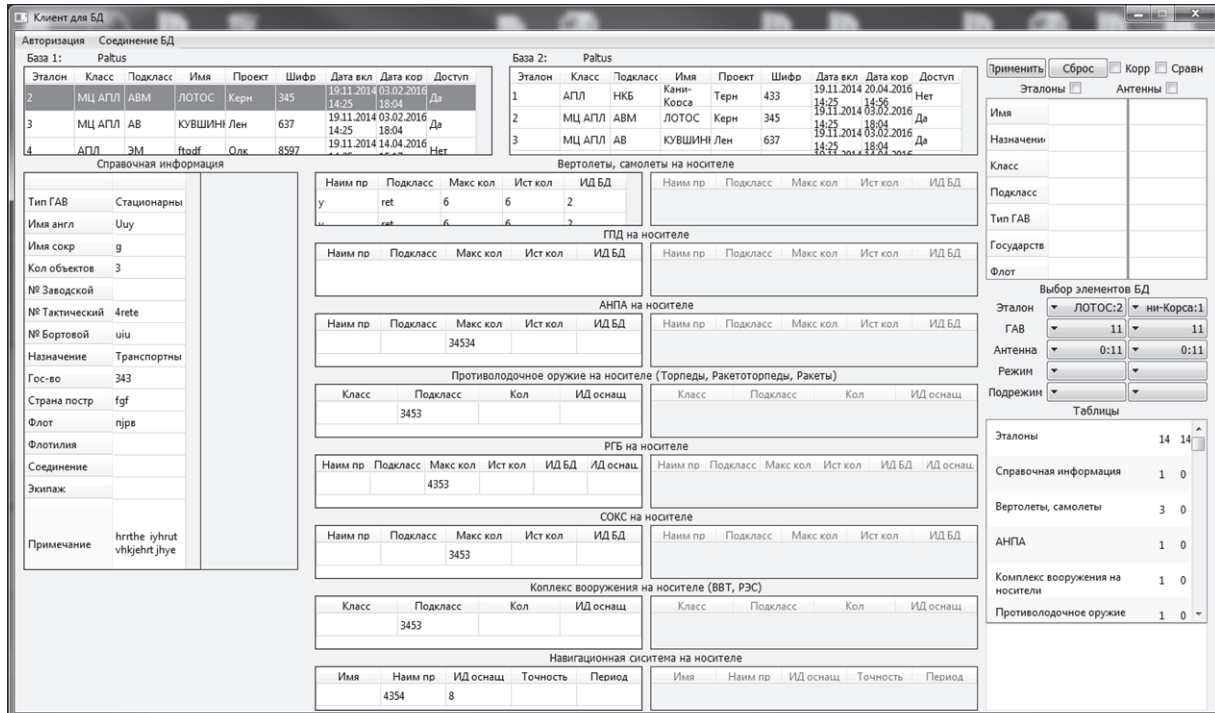 Клиент для БД
Авторизация Соединение БД
База 1: Paltus
Эталон Класс Подкласс Имя Проект Шифр Дата вкл Дата кор Доступ
2 МЦ АПЛ АВМ ЛОТОС Керн 345 19.11.2014 14:25 03.02.2016 18:04 Да
3 МЦ АПЛ АВ КУВШИНІ Лен 637 19.11.2014 14:25 03.02.2016 18:04 Да
4 АПЛ ЭМ ftgdf Олк 8597 19.11.2014 14.04.2016 Нет
База 2: Paltus
Эталон Класс Подкласс Имя Проект Шифр Дата вкл Дата кор Доступ
1 АПЛ НКБ Кани-Корса Терн 433 19.11.2014 14:25 20.04.2016 14:56 Нет
2 МЦ АПЛ АВМ ЛОТОС Керн 345 19.11.2014 14:25 03.02.2016 18:04 Да
3 МЦ АПЛ АВ КУВШИНІ Лен 637 19.11.2014 14:25 03.02.2016 18:04 Да
Справочная информация
Тип ГАВ Стационарны
Имя англ Uuy
Имя сокр g
Кол объектов 3
№ Заводской
№ Тактический 4rete
№ Бортовой uiu
Назначение Транспортны
Гос-во 343
Страна постр fgf
Флот njpв
Флотилия
Соединение
Экипаж
Примечание hrrthe iyhrut
vhkjehrt jhye
Вертолеты, самолеты на носителе
Наим пр Подкласс Макс кол Ист кол ИД БД Наим пр Подкласс Макс кол Ист кол ИД БД
y ret 6 6 2
y ret 6 6 2
ГПД на носителе
Наим пр Подкласс Макс кол Ист кол ИД БД Наим пр Подкласс Макс кол Ист кол ИД БД
АНПА на носителе
Наим пр Подкласс Макс кол Ист кол ИД БД Наим пр Подкласс Макс кол Ист кол ИД БД
34534
Противолодочное оружие на носителе (Торпеды, Ракетоторпеды, Ракеты)
Класс Подкласс Кол ИД оснащ Класс Подкласс Кол ИД оснащ
3453
РГБ на носителе
Наим пр Подкласс Макс кол Ист кол ИД БД ИД оснащ Наим пр Подкласс Макс кол Ист кол ИД БД ИД оснащ
4353
СОКС на носителе
Наим пр Подкласс Макс кол Ист кол ИД БД Наим пр Подкласс Макс кол Ист кол ИД БД
3453
Коплекс вооружения на носителе (ВВТ, РЭС)
Класс Подкласс Кол ИД оснащ Класс Подкласс Кол ИД оснащ
3453
Навигационная сиситема на носителе
Имя Наим пр ИД оснащ Точность Период Имя Наим пр ИД оснащ Точность Период
4354 8
Применить Сброс Корр Сравн
Эталоны Антенны
Имя
Назначени
Класс
Подкласс
Тип ГАВ
Государств
Флот
Выбор элементов БД
Эталон ЛОТОС:2 ни-Корса:1
ГАВ 11 11
Антенна 0:11 0:11
Режим
Подрежим
Таблицы
Эталоны 14 14
Справочная информация 1 0
Вертолеты, самолеты 3 0
АНПА 1 0
Комплекс вооружения на
носители 1 0
Противолодочное оружие 1 0